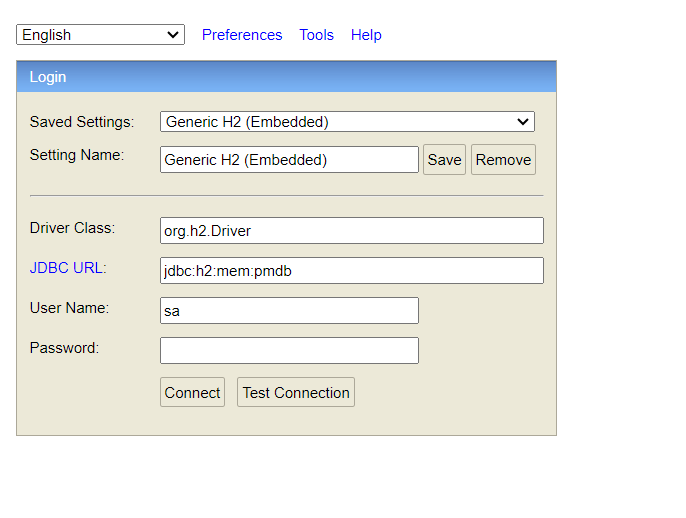 English Preferences Tools Help
Login
Saved Settings: Generic H2 (Embedded)
Setting Name: Generic H2 (Embedded) Save Remove
Driver Class: org.h2.Driver
JDBC URL: jdbc:h2:mem:pmdb
User Name: sa
Password:
Connect Test Connection